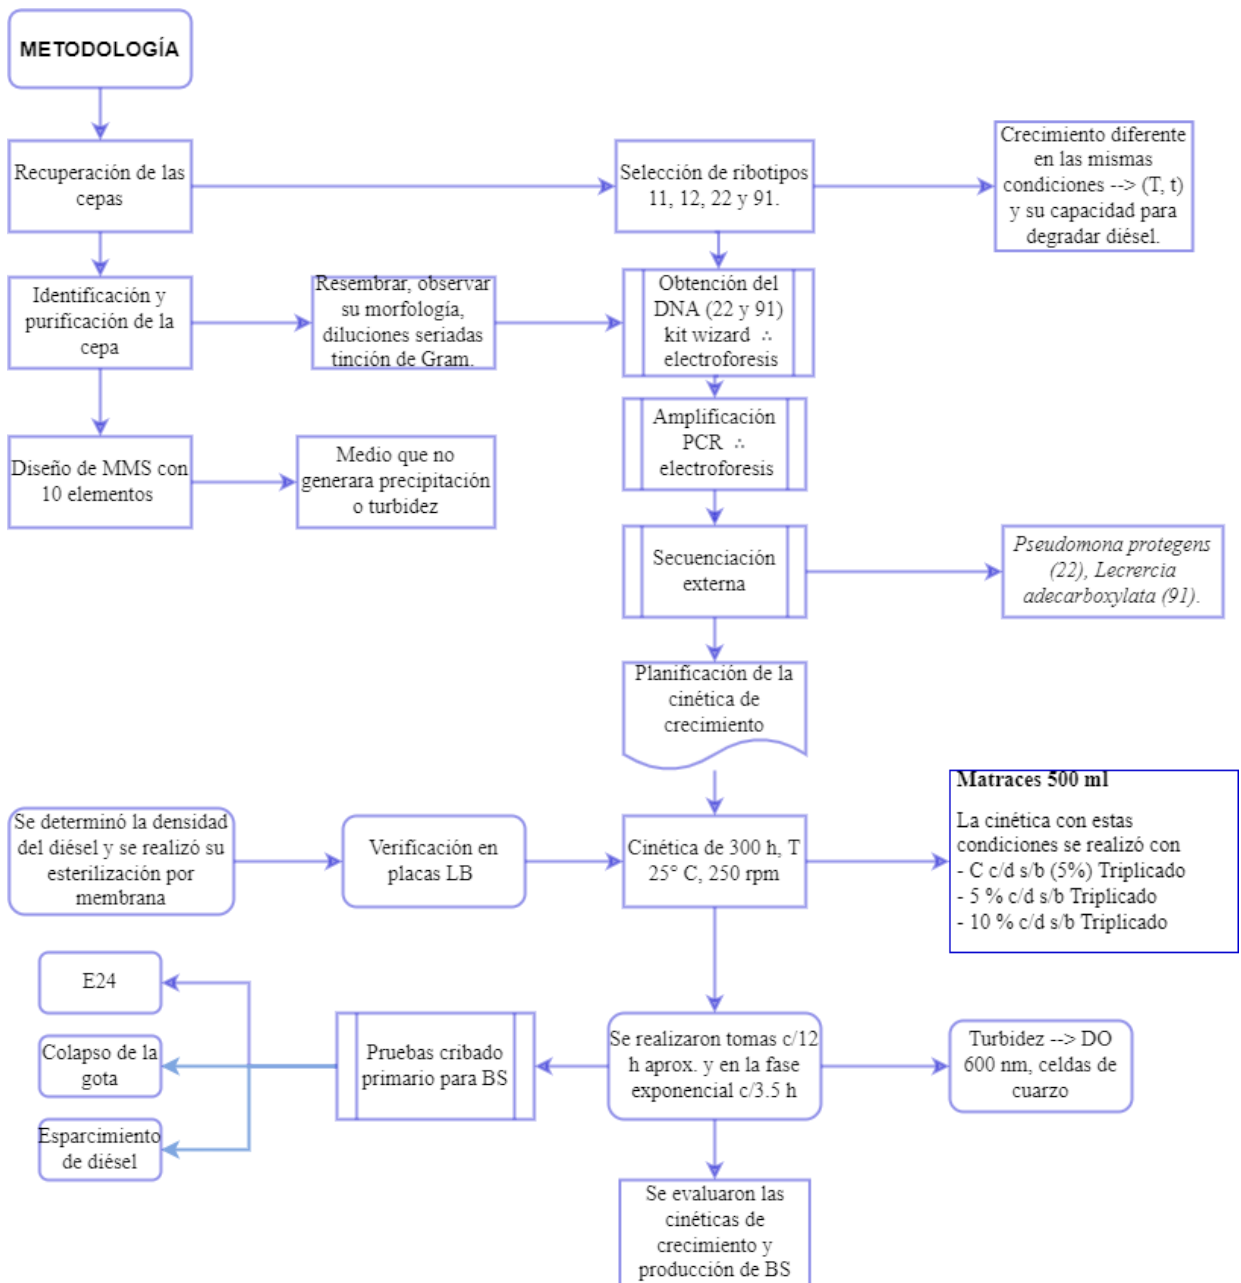 METODOLOGÍA
Recuperación de las
cepas
Selección de ribotipos
11, 12, 22 y 91.
Crecimiento diferente
en las mismas
condiciones --> (T, t)
y su capacidad para
degradar diésel.
Identificación y
purificación de la
cepa
Resembrar, observar
su morfología,
diluciones seriadas
tinción de Gram.
Obtención del
DNA (22 y 91)
kit wizard ∴
electroforesis
Amplificación
PCR ∴
electroforesis
Diseño de MMS con
10 elementos
Medio que no
generara precipitación
o turbidez
Secuenciación
externa
Pseudomona protegens
(22), Lecrercia
adecarboxylata (91).
Planificación de la
cinética de
crecimiento
Se determinó la densidad
del diésel y se realizó su
esterilización por
membrana
Verificación en
placas LB
Cinética de 300 h, T
25° C, 250 rpm
Matraces 500 ml
La cinética con estas
condiciones se realizó con
- C c/d s/b (5%) Triplicado
- 5 % c/d s/b Triplicado
- 10 % c/d s/b Triplicado
E24
Colapso de la
gota
Esparcimiento
de diésel
Pruebas cribado
primario para BS
Se realizaron tomas c/12
h aprox. y en la fase
exponencial c/3.5 h
Turbidez --> DO
600 nm, celdas de
cuarzo
Se evaluaron las
cinéticas de
crecimiento y
producción de BS